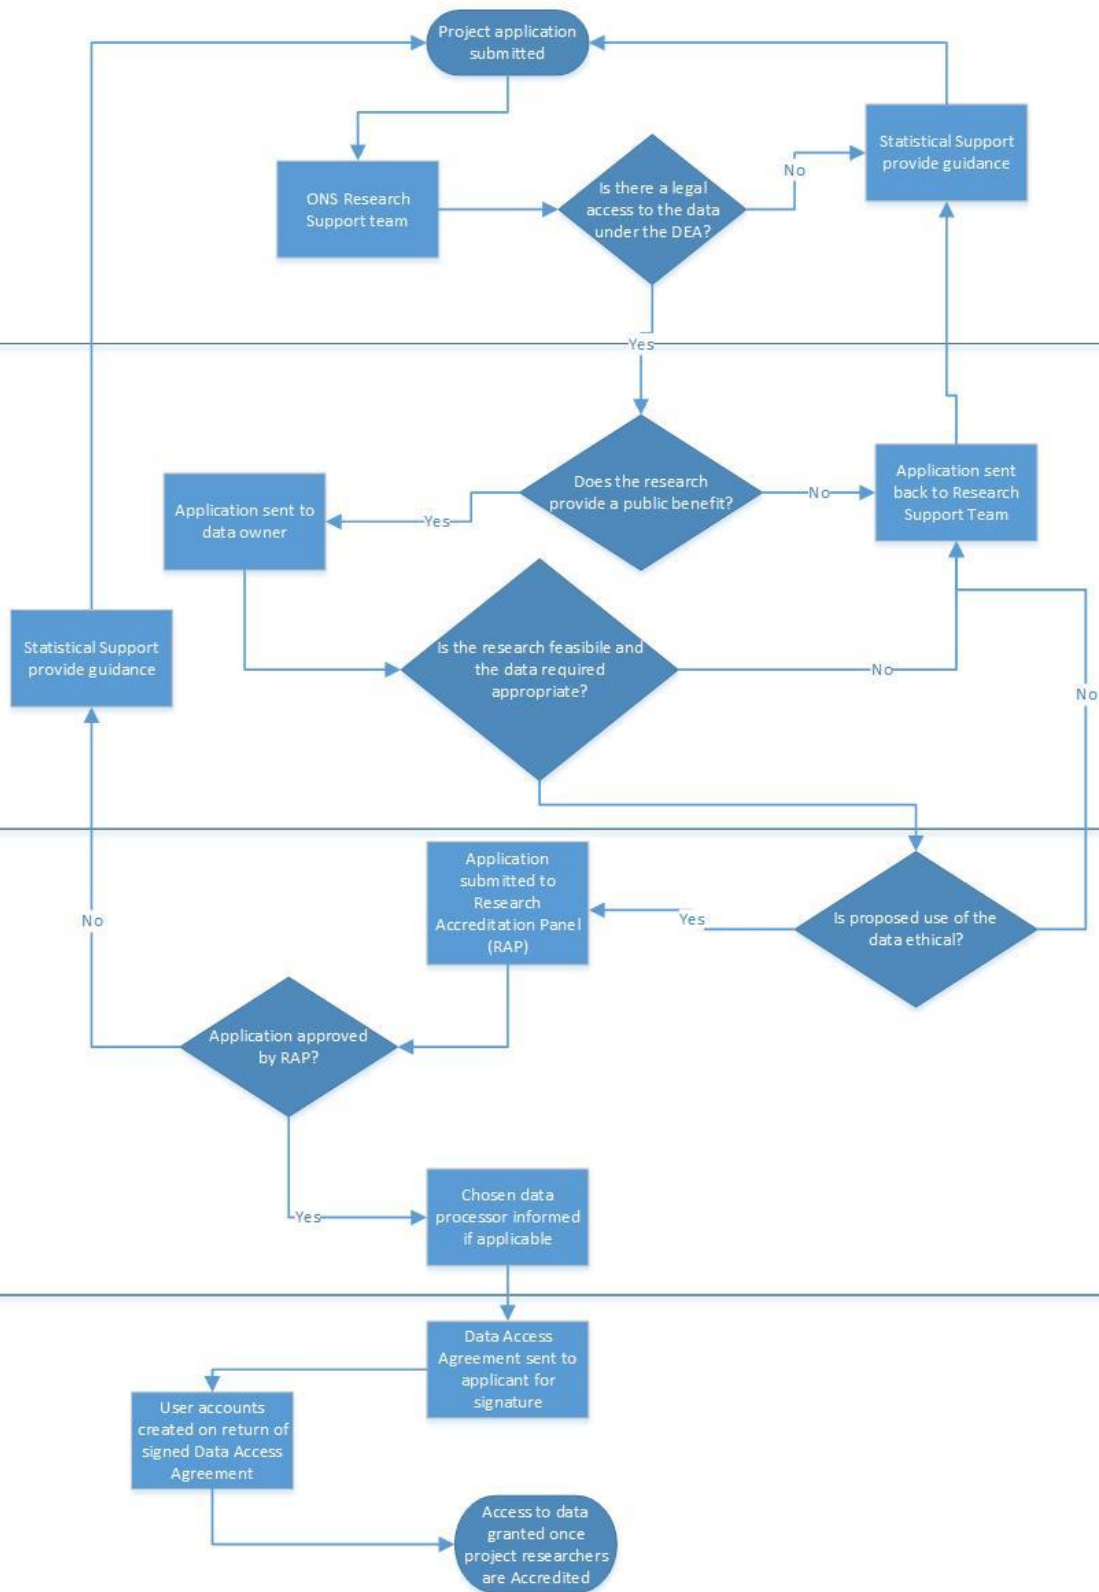 Project application
submitted
Statistical Support
provide guidance
No
ONS Research
Support team
Is there a legal
access to the data
under the DEA?
Yes
Does the research
provide a public benefit?
No
Application sent
back to Research
Support Team
Yes
Application sent to
data owner
Statistical Support
provide guidance
Is the research feasibile and
the data required
appropriate?
No
No
Application
submitted to
Research
Accreditation Panel
(RAP)
Yes
Is proposed use of the
data ethical?
No
Application approved
by RAP?
Yes
Chosen data
processor informed
if applicable
Data Access
Agreement sent to
applicant for
signature
User accounts
created on return of
signed Data Access
Agreement
Access to data
granted once
project researchers
are Accredited